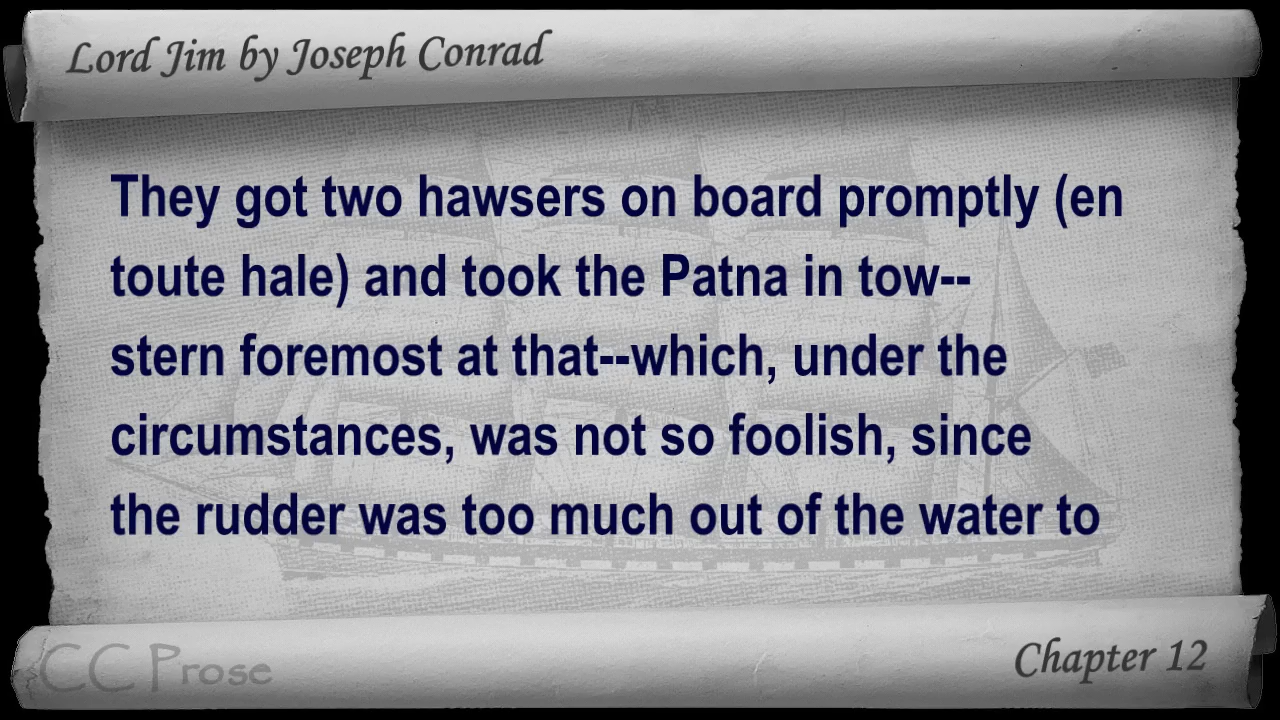 Lord Jim by Joseph Conrad
They got two hawsers on board promptly (en
toute hale) and took the Patna in tow--
stern foremost at that--which, under the
circumstances, was not so foolish, since
the rudder was too much out of the water to
CC Prose
Chapter 12